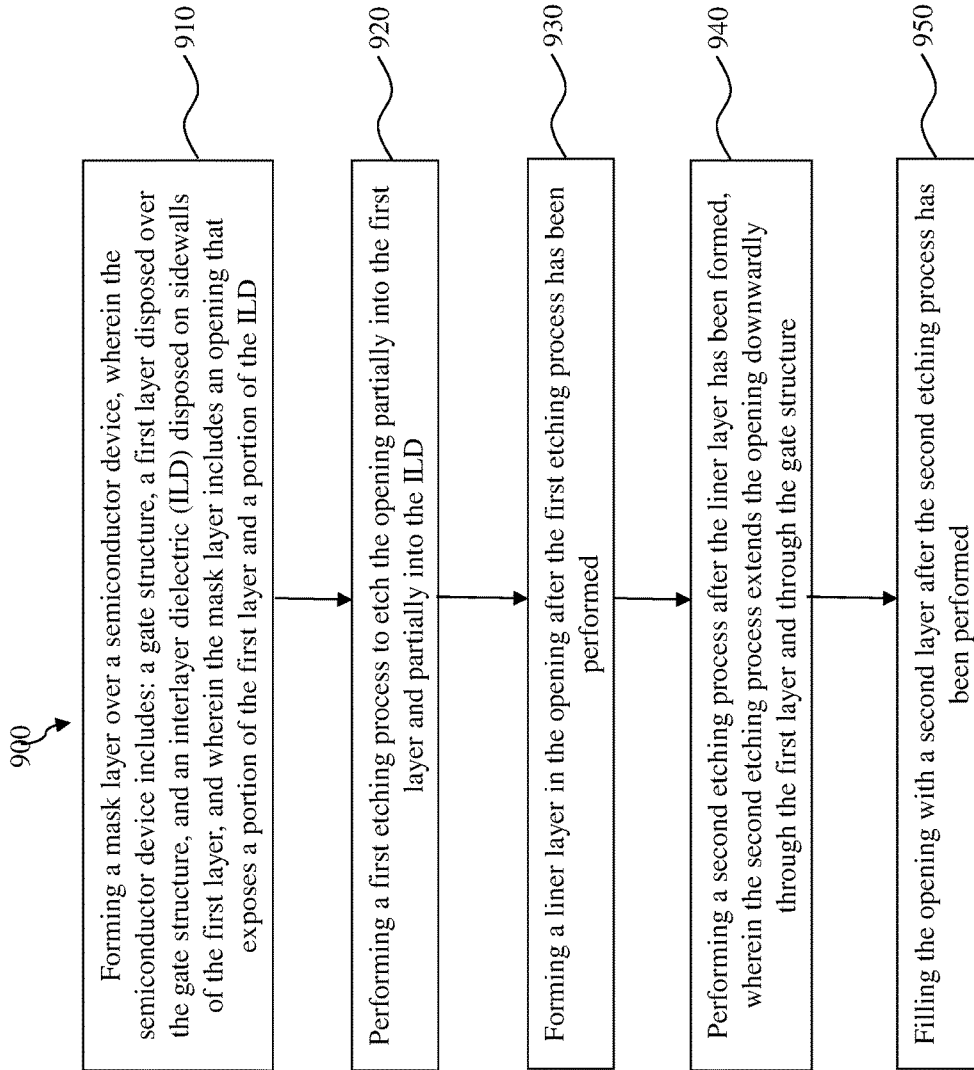 900
Forming a mask layer over a semiconductor device, wherein the
semiconductor device includes: a gate structure, a first layer disposed over
the gate structure, and an interlayer dielectric (ILD) disposed on sidewalls
of the first layer, and wherein the mask layer includes an opening that
exposes a portion of the first layer and a portion of the ILD
910
Performing a first etching process to etch the opening partially into the first
layer and partially into the ILD
920
Forming a liner layer in the opening after the first etching process has been
performed
930
Performing a second etching process after the liner layer has been formed,
wherein the second etching process extends the opening downwardly
through the first layer and through the gate structure
940
Filling the opening with a second layer after the second etching process has
been performed
950